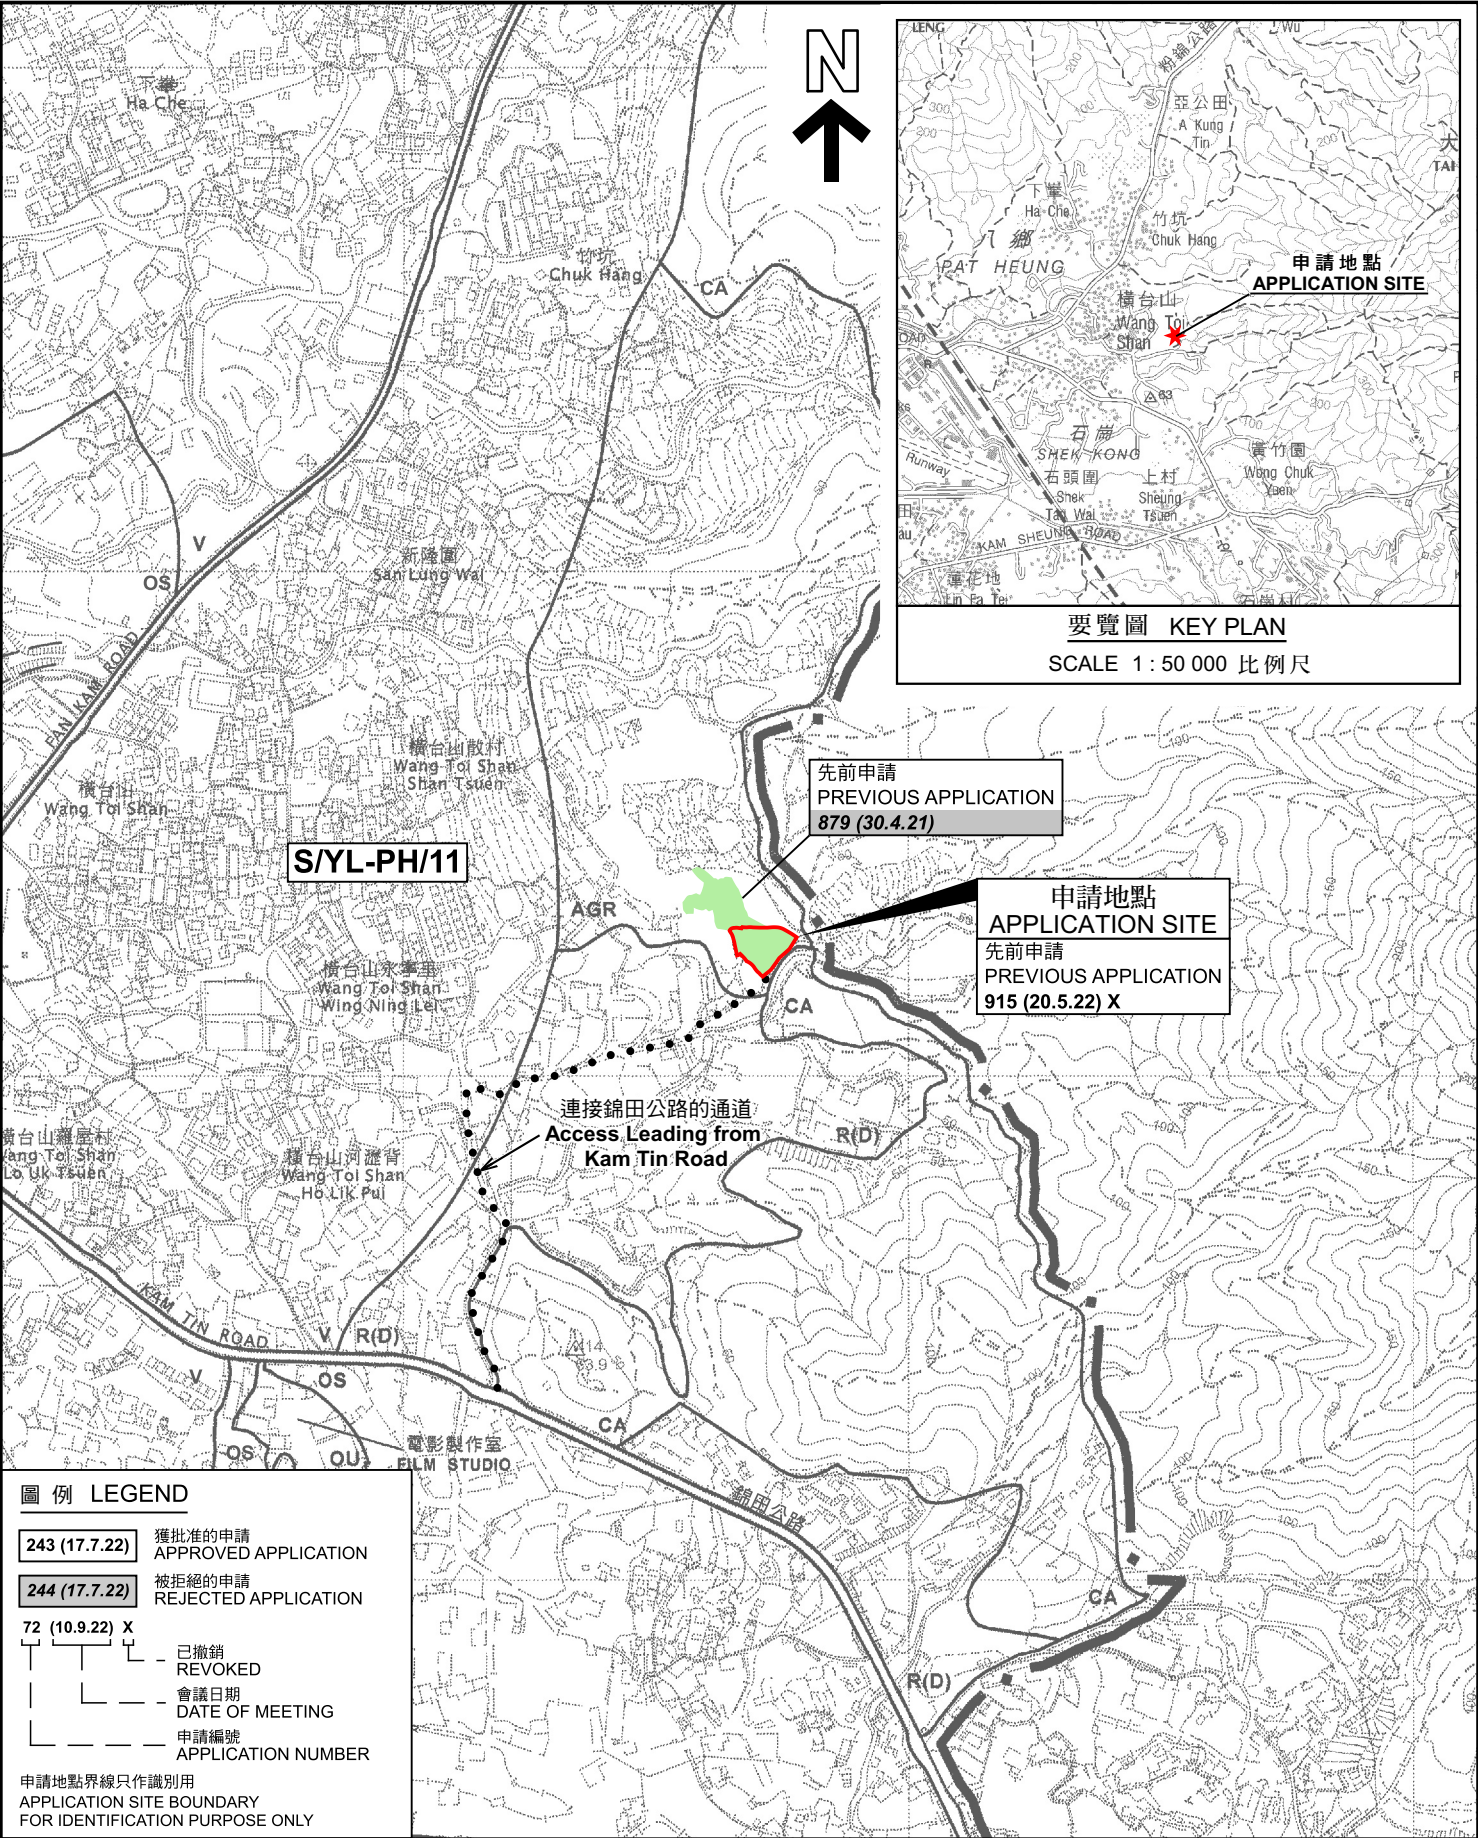 下輋
Ha Che
竹坑
Chuk Hang
CA
V
OS
新隆圍
San Lung Wai
FAN KAM ROAD
橫台山
Wang Toi Shan
橫台山散村
Wang Toi Shan
Shan Tsuen
S/YL-PH/11
AGR
橫台山永寧里
Wang Toi Shan
Wing Ning Lei
橫台山羅屋村
Wang Toi Shan
Lo Uk Tsuen
橫台山河瀝背
Wang Toi Shan
Ho Lik Pui
先前申請
PREVIOUS APPLICATION
879 (30.4.21)
申請地點
APPLICATION SITE
先前申請
PREVIOUS APPLICATION
915 (20.5.22) X
CA
連接錦田公路的通道
Access Leading from
Kam Tin Road
R(D)
KAM TIN ROAD
V
R(D)
V
OS
OS
OU
電影製作室
FILM STUDIO
CA
錦田公路
CA
R(D)
N
LENG
粉錦公路
亞公田
A Kung
Tin
大
TAI
下輋
Ha Che
竹坑
Chuk Hang
八鄉
PAT HEUNG
申請地點
APPLICATION SITE
橫台山
Wang Toi
Shan
63
石崗
SHEK KONG
Runway
石頭圍
Shek
Tau Wai
上村
Sheung
Tsuen
黃竹園
Wong Chuk
Yuen
KAM SHEUNG ROAD
蓮花地
Lin Fa Tei
石崗村
要覽圖 KEY PLAN
SCALE 1 : 50 000 比例尺
圖例 LEGEND
243 (17.7.22)
獲批准的申請
APPROVED APPLICATION
244 (17.7.22)
被拒絕的申請
REJECTED APPLICATION
72 (10.9.22) X
已撤銷
REVOKED
會議日期
DATE OF MEETING
申請編號
APPLICATION NUMBER
申請地點界線只作識別用
APPLICATION SITE BOUNDARY
FOR IDENTIFICATION PURPOSE ONLY